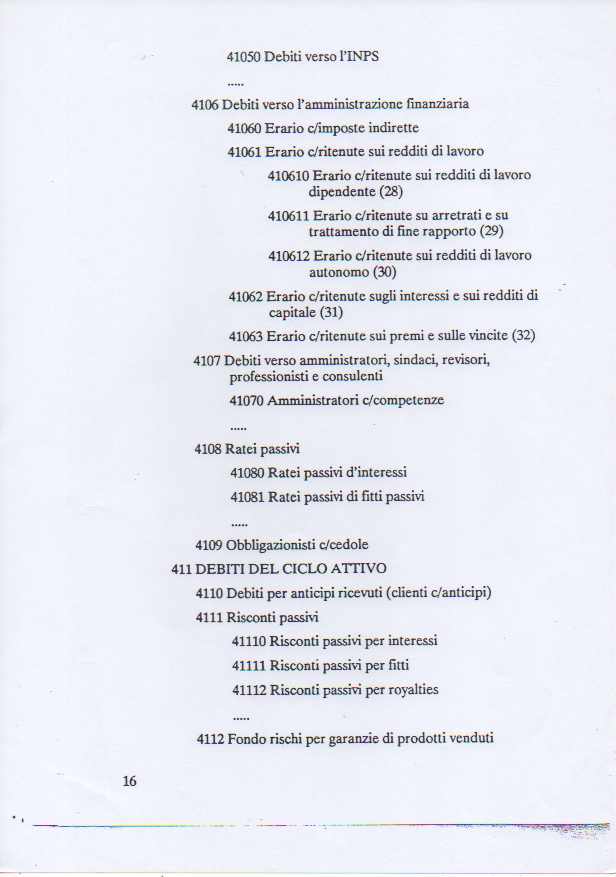 41050 Debiti verso l'INPS
.....
4106 Debiti verso l'amministrazione finanziaria
41060 Erario c/imposte indirette
41061 Erario c/ritenute sui redditi di lavoro
410610 Erario c/ritenute sui redditi di lavoro
dipendente (28)
410611 Erario c/ritenute su arretrati e su
trattamento di fine rapporto (29)
410612 Erario c/ritenute sui redditi di lavoro
autonomo (30)
41062 Erario c/ritenute sugli interessi e sui redditi di
capitale (31)
41063 Erario c/ritenute sui premi e sulle vincite (32)
4107 Debiti verso amministratori, sindaci, revisori,
professionisti e consulenti
41070 Amministratori c/competenze
.....
4108 Ratei passivi
41080 Ratei passivi d'interessi
41081 Ratei passivi di fitti passivi
.....
4109 Obbligazionisti c/cedole
411 DEBITI DEL CICLO ATTIVO
4110 Debiti per anticipi ricevuti (clienti c/anticipi)
4111 Risconti passivi
41110 Risconti passivi per interessi
41111 Risconti passivi per fitti
41112 Risconti passivi per royalties
.....
4112 Fondo rischi per garanzie di prodotti venduti
16